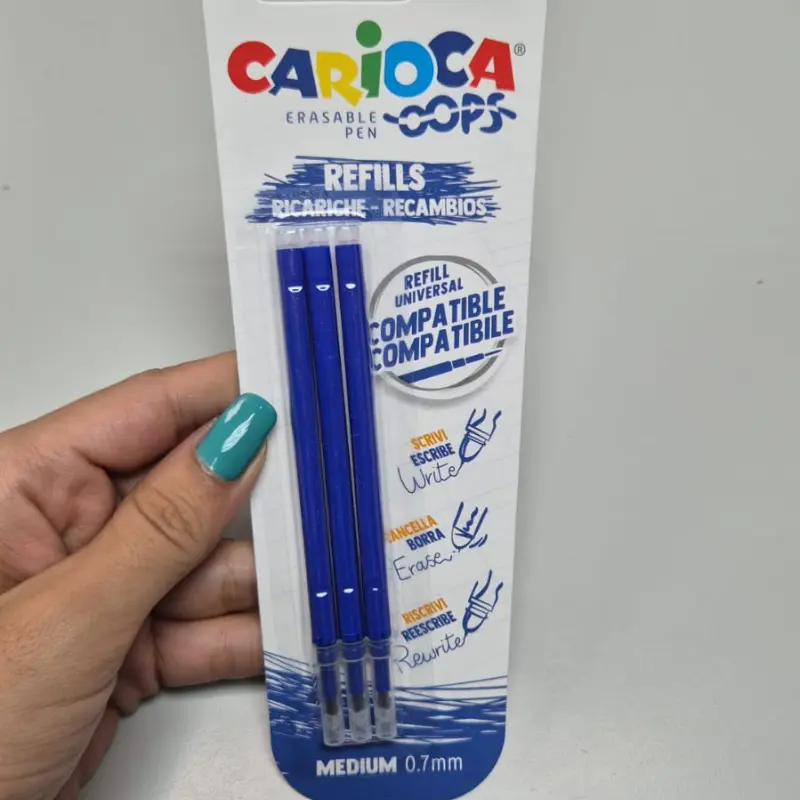 CARIOCA®
ERASABLE PEN
OOPS
REFILLS
RICARICHE - RECAMBIOS
REFILL
UNIVERSAL
COMPATIBLE
COMPATIBILE
SCRIVI
ESCRIBE
Write
CANCELLA
BORRA
Erase
RISCRIVI
REESCRIBE
Rewrite
MEDIUM 0.7mm